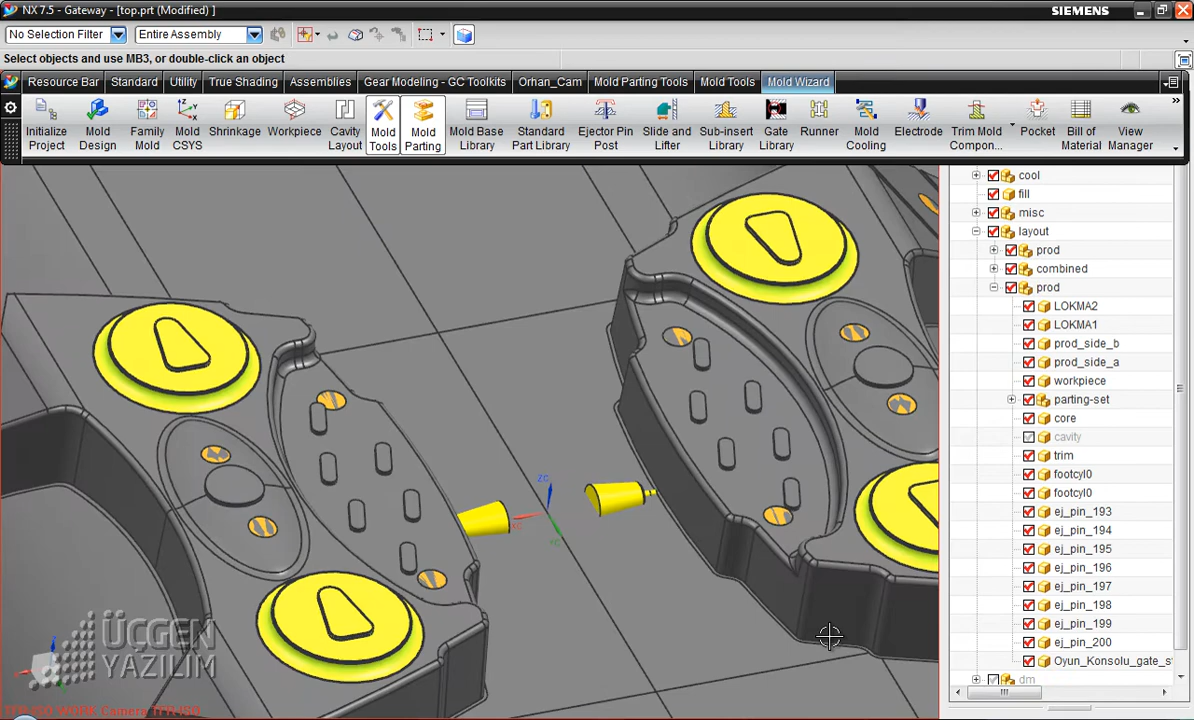 NX 7.5 - Gateway - [top.prt (Modified) ]
SIEMENS
No Selection Filter
Entire Assembly
Select objects and use MB3, or double-click an object
Resource Bar Standard Utility True Shading Assemblies Gear Modeling - GC Toolkits Orhan_Cam Mold Parting Tools Mold Tools Mold Wizard
Initialize Project
Mold Design
Family Mold
Mold CSYS
Shrinkage
Workpiece
Cavity Layout
Mold Tools
Mold Parting
Mold Base Library
Standard Part Library
Ejector Pin Post
Slide and Lifter
Sub-insert Library
Gate Library
Runner
Mold Cooling
Electrode
Trim Mold Compon...
Pocket
Bill of Material
View Manager
cool
fill
misc
layout
prod
combined
prod
LOKMA2
LOKMA1
prod_side_b
prod_side_a
workpiece
parting-set
core
cavity
trim
footcyl0
footcyl0
ej_pin_193
ej_pin_194
ej_pin_195
ej_pin_196
ej_pin_197
ej_pin_198
ej_pin_199
ej_pin_200
Oyun_Konsolu_gate_s
dm
ZC
XC
YC
ÜÇGEN
YAZILIM